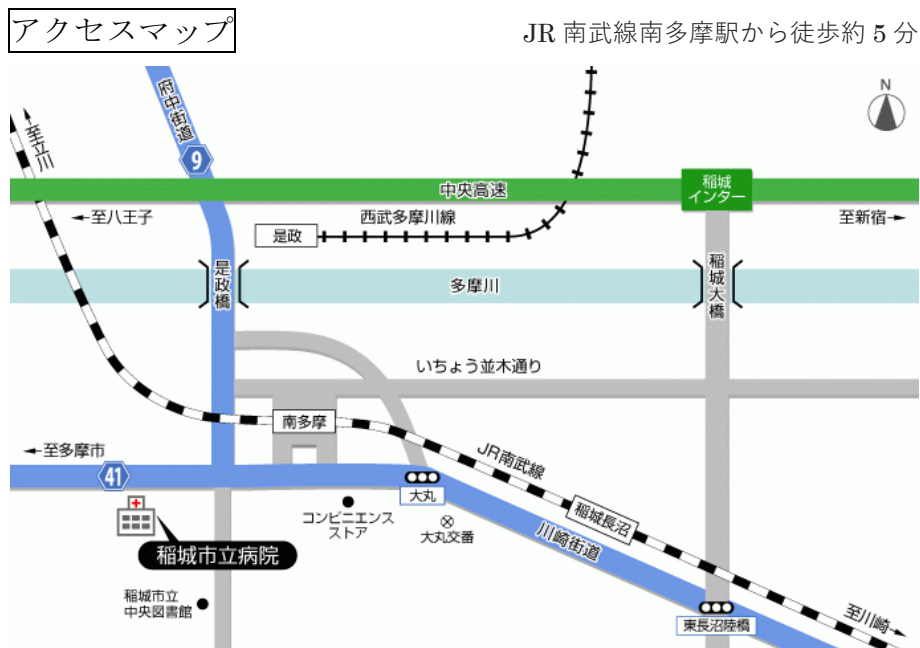 アクセスマップ
JR 南武線南多摩駅から徒歩約 5 分
府中街道
N
至立川
9
稲城
インター
中央高速
至八王子
西武多摩川線
至新宿
是政
是政橋
多摩川
稲城大橋
いちょう並木通り
南多摩
至多摩市
JR南武線
41
大丸
稲城長沼
コンビニエンス
ストア
大丸交番
川崎街道
稲城市立病院
稲城市立
中央図書館
至川崎
東長沼陸橋